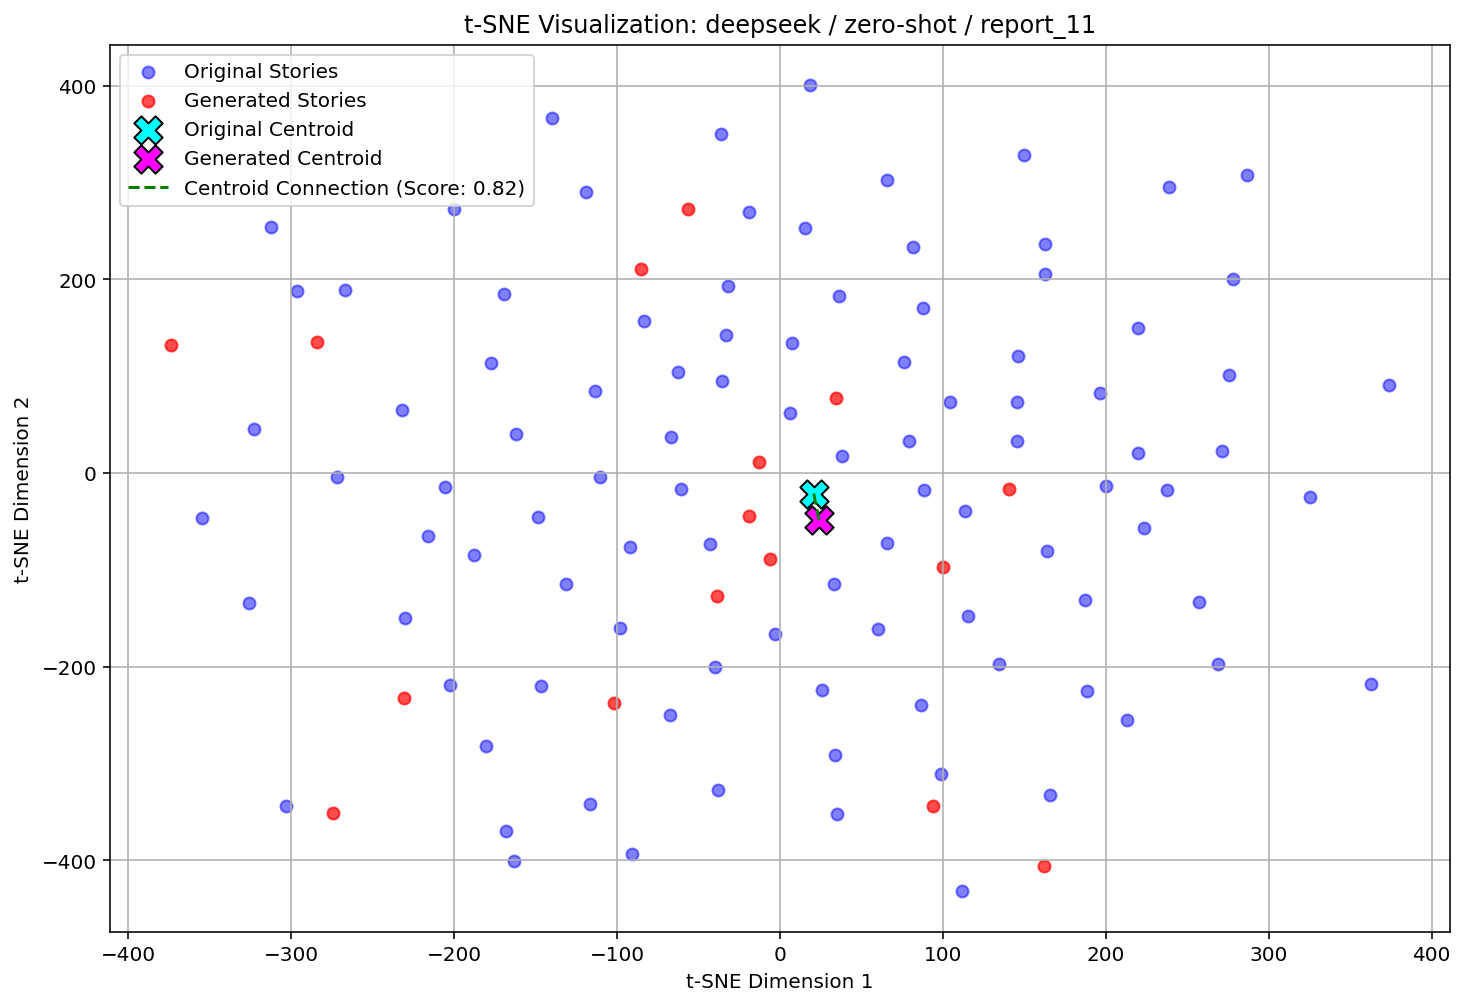 t-SNE Visualization: deepseek / zero-shot / report_11
Original Stories
Generated Stories
Original Centroid
Generated Centroid
Centroid Connection (Score: 0.82)
400
200
0
−200
−400
t-SNE Dimension 2
−400 −300 −200 −100 0 100 200 300 400
t-SNE Dimension 1